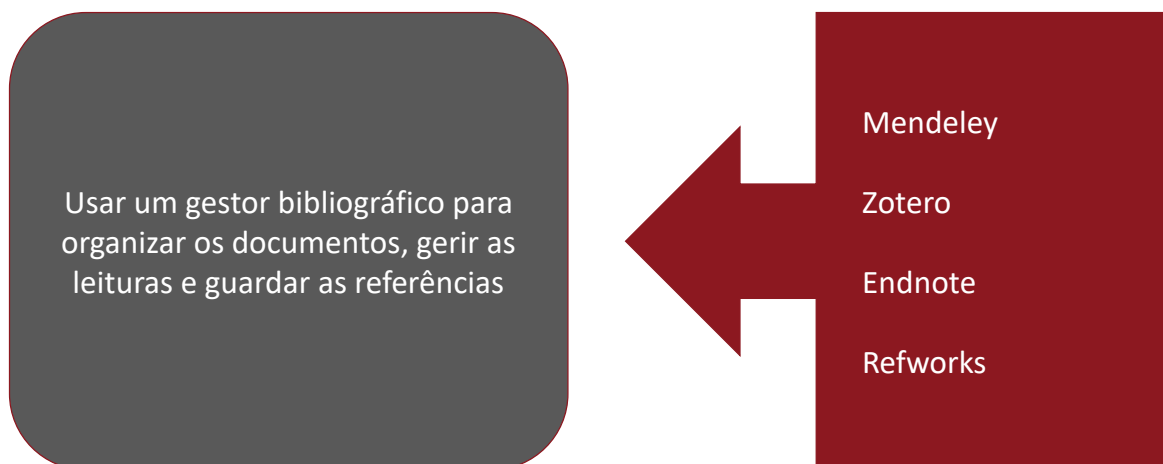 Usar um gestor bibliográfico para
organizar os documentos, gerir as
leituras e guardar as referências
Mendeley
Zotero
Endnote
Refworks